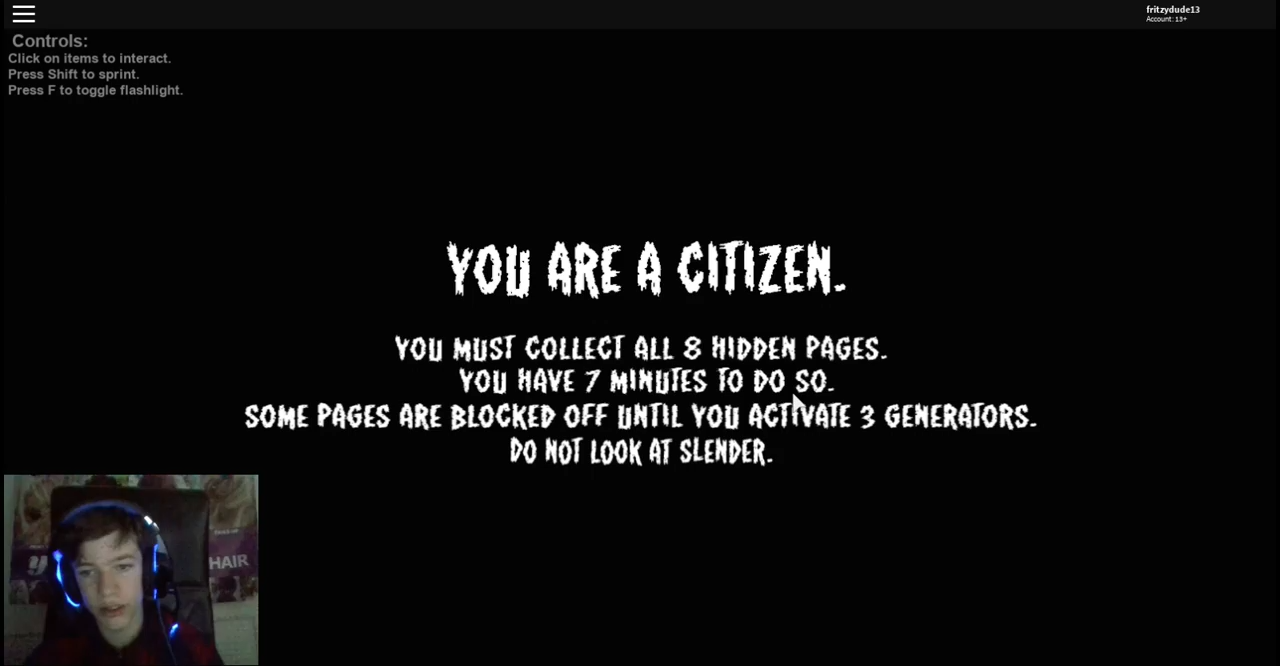 fritzydude13
Account: 13+
Controls:
Click on items to interact.
Press Shift to sprint.
Press F to toggle flashlight.
YOU ARE A CITIZEN.
YOU MUST COLLECT ALL 8 HIDDEN PAGES.
YOU HAVE 7 MINUTES TO DO SO.
SOME PAGES ARE BLOCKED OFF UNTIL YOU ACTIVATE 3 GENERATORS.
DO NOT LOOK AT SLENDER.
HAIR